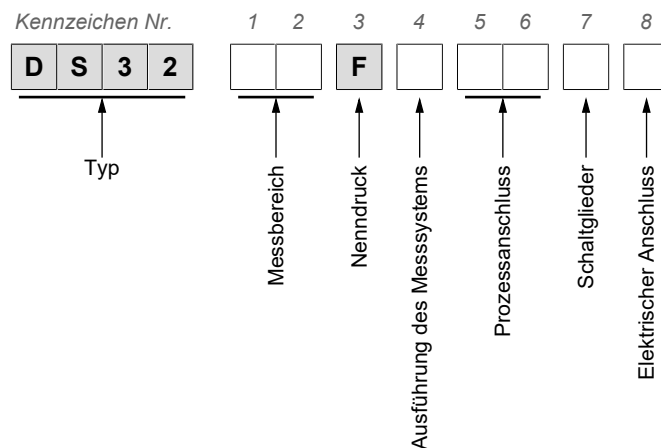 Kennzeichen Nr. 1 2 3 4 5 6 7 8
D S 3 2 F
Typ
Messbereich
Nenndruck
Ausführung des Messsystems
Prozessanschluss
Schaltglieder
Elektrischer Anschluss